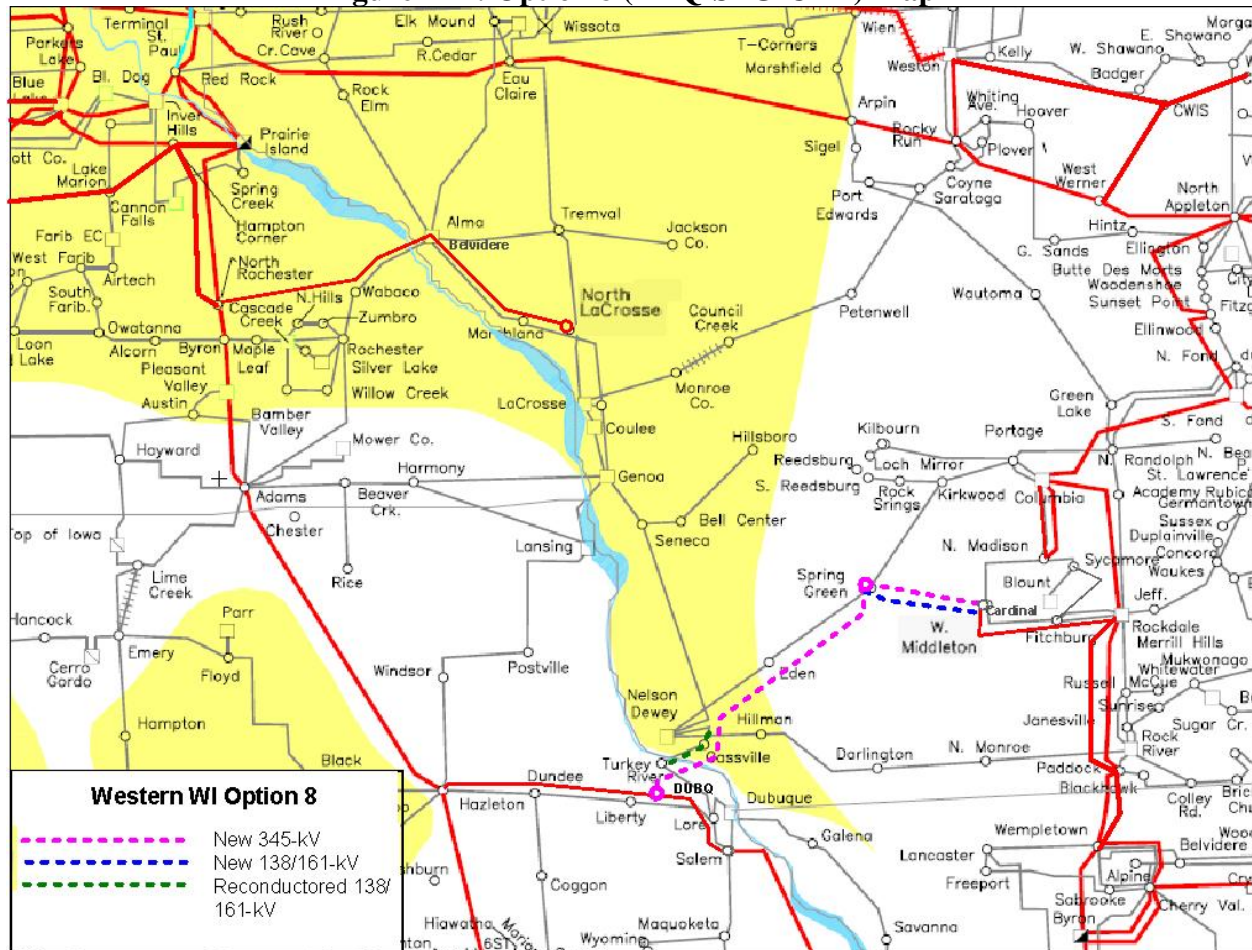 Terminal
Rush
River
Elk Mound
Wissota
Wien
Kelly
E. Shawano
W. Shawano
Parkers
Lake
St.
Paul
Cr.Cave
R.Cedar
T-Corners
Weston
Badger
Blue
Bl. Dog
Red Rock
Eau
Claire
Marshfield
Rock
Elm
Arpin
Whiting
Ave.
Hoover
CWIS
Inver
Hills
Prairie
Island
Sigel
Rocky
Run
Plover
ott Co.
Lake
Marion
Spring
Creek
Port
Edwards
Coyne
Saratoga
West
Werner
North
Appleton
Cannon
Falls
Hampton
Corner
Alma
Belvidere
Tremval
Jackson
Co.
Farib EC
G. Sands
Hintz
Ellington
West Farib
Airtech
North
Rochester
Butte Des Morts
South
Farib.
Cascade
Creek
N.Hills
Wabaco
Zumbro
North
LaCrosse
Council
Creek
Petenwell
Wautoma
Woodenshoe
Sunset Point
Owatanna
Marshland
Ellinwood
Loon
Lake
Alcorn
Byron
Maple
Leaf
Rochester
Silver Lake
N. Fond
Pleasant
Valley
Willow Creek
Monroe
Co.
Green
Lake
Austin
Bamber
Valley
LaCrosse
Coulee
Hillsboro
Kilbourn
Portage
S. Fond
Hayward
Mower Co.
Reedsburg
Loch Mirror
N. Randolph
Harmony
Genoa
S. Reedsburg
Rock
Srings
Kirkwood
Columbia
St. Lawrence
Adams
Beaver
Crk.
Bell Center
Academy
Rubico
Chester
Seneca
Germantown
Sussex
Top of Iowa
Lansing
N. Madison
Sycamore
Duplainville
Concord
Lime
Creek
Rice
Spring
Green
Blount
Waukes
Parr
Cardinal
Jeff.
Hancock
W.
Middleton
Fitchburg
Rockdale
Merrill Hills
Cerro
Gordo
Emery
Floyd
Windsor
Postville
Eden
Mukwonago
Whitewater
Russell
McCue
Nelson
Dewey
Hillman
Sunrise
Hampton
Janesville
Sugar Cr.
Cassville
Darlington
N. Monroe
Rock
River
Black
Turkey
River
Paddock
Dundee
DUBQ
Dubuque
Blackhawk
Hazleton
Liberty
Lore
Colley
Rd.
Galena
Wempletown
Salem
Lancaster
Belvidere
Freeport
Alpine
Coggon
Sabrooke
Byron
Cherry Val.
Hiawatha
Maquoketa
Wyoming
Savanna
Western WI Option 8
New 345-kV
New 138/161-kV
Reconductored 138/
161-kV